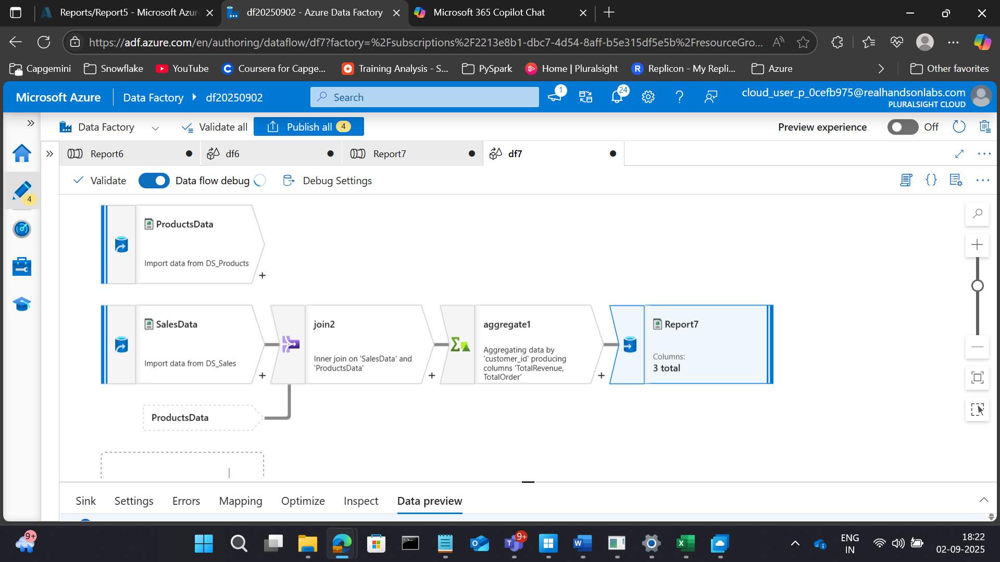 Reports/Report5 - Microsoft Azur
df20250902 - Azure Data Factory
Microsoft 365 Copilot Chat
https://adf.azure.com/en/authoring/dataflow/df7?factory=%2Fsubscriptions%2F2213e8b1-dbc7-4d54-8aff-b5e315df5e5b%2FresourceGro...
Capgemini
Snowflake
YouTube
Coursera for Capge...
Training Analysis - S...
PySpark
Home | Pluralsight
Replicon - My Repli...
Azure
Other favorites
Microsoft Azure
Data Factory
df20250902
Search
1
24
cloud_user_p_0cefb975@realhandsonlabs.com
PLURALSIGHT CLOUD
Data Factory
Validate all
Publish all
4
Preview experience
Off
Report6
df6
Report7
df7
Validate
Data flow debug
Debug Settings
4
ProductsData
Import data from DS_Products
SalesData
Import data from DS_Sales
join2
Inner join on 'SalesData' and
'ProductsData'
aggregate1
Aggregating data by
'customer_id' producing
columns 'TotalRevenue,
TotalOrder'
Report7
Columns:
3 total
ProductsData
Sink
Settings
Errors
Mapping
Optimize
Inspect
Data preview
9+
9+
ENG
IN
18:22
02-09-2025